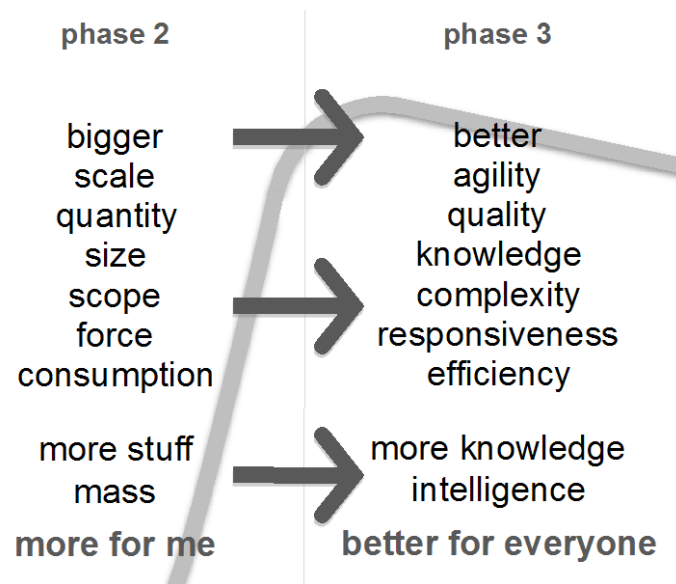 phase 2
bigger
scale
quantity
size
scope
force
consumption
more stuff
mass
more for me
phase 3
better
agility
quality
knowledge
complexity
responsiveness
efficiency
more knowledge
intelligence
better for everyone